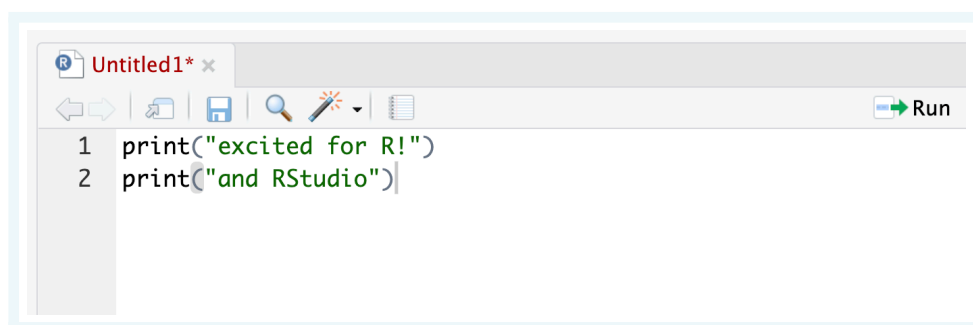 R Untitled1*
Run
1 print("excited for R!")
2 print("and RStudio")